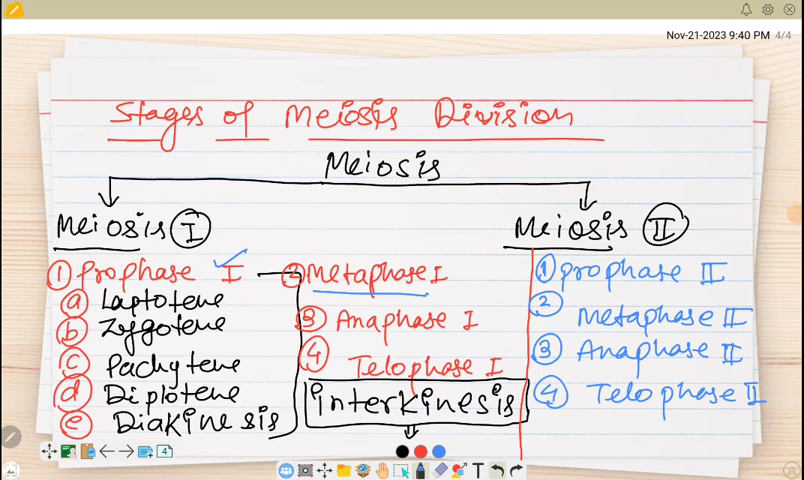 Nov-21-2023 9:40 PM 4/4
Stages of Meiosis Division
Meiosis
Meiosis I
① Prophase I
ⓐ Laptotene
ⓑ Zygotene
ⓒ Pachytene
ⓓ Diplotene
ⓔ Diakinesis
② Metaphase I
③ Anaphase I
④ Telophase I
interkinesis
Meiosis II
① prophase II
② Metaphase II
③ Anaphase II
④ Telophase II
4
T